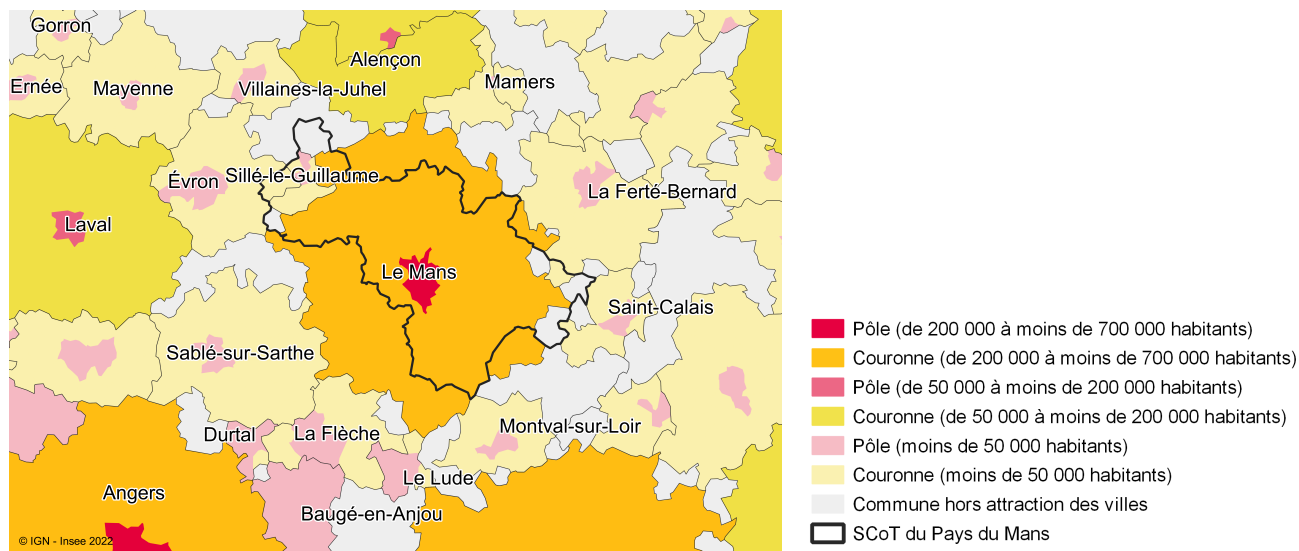 Gorron
Alençon
Ernée
Mayenne
Villaines-la-Juhel
Mamers
Évron
Sillé-le-Guillaume
La Ferté-Bernard
Laval
Le Mans
Saint-Calais
Sablé-sur-Sarthe
Durtal
La Flèche
Montval-sur-Loir
Le Lude
Angers
Baugé-en-Anjou
© IGN - Insee 2022
Pôle (de 200 000 à moins de 700 000 habitants)
Couronne (de 200 000 à moins de 700 000 habitants)
Pôle (de 50 000 à moins de 200 000 habitants)
Couronne (de 50 000 à moins de 200 000 habitants)
Pôle (moins de 50 000 habitants)
Couronne (moins de 50 000 habitants)
Commune hors attraction des villes
SCoT du Pays du Mans